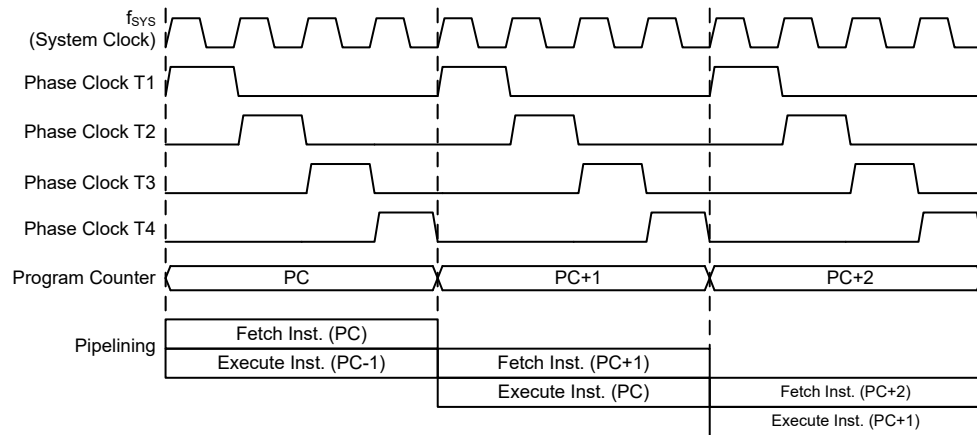 fSYS
(System Clock)
Phase Clock T1
Phase Clock T2
Phase Clock T3
Phase Clock T4
Program Counter
PC
PC+1
PC+2
Pipelining
Fetch Inst. (PC)
Execute Inst. (PC-1)
Fetch Inst. (PC+1)
Execute Inst. (PC)
Fetch Inst. (PC+2)
Execute Inst. (PC+1)